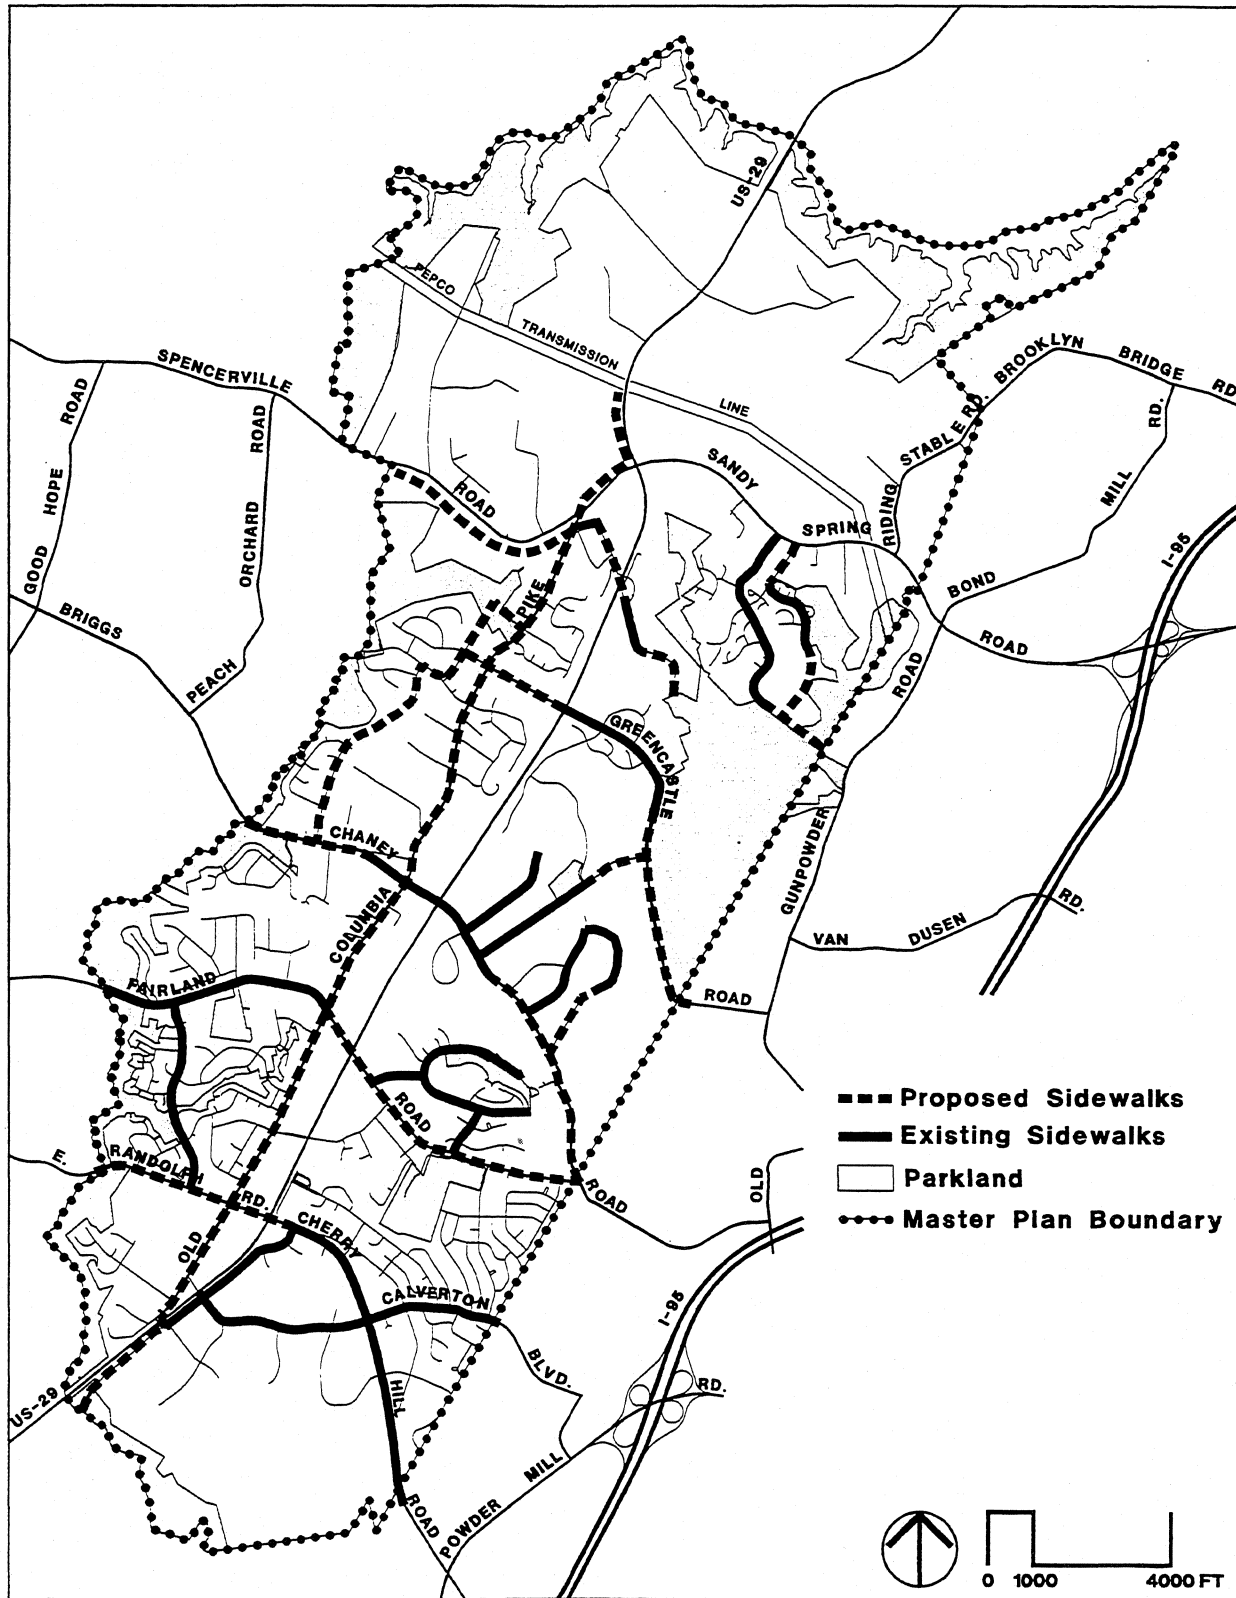 US-29
PEPCO
TRANSMISSION
LINE
SPENCERVILLE
ROAD
GOOD HOPE ROAD
PEACH ORCHARD ROAD
BRIGGS
CHANEY
ROAD
SANDY
SPRING
ROAD
RIDING STABLE RD.
BROOKLYN BRIDGE RD
BOND MILL RD.
I-95
PIKE
COLUMBIA
OLD
GREENCASTLE
ROAD
GUNPOWDER
ROAD
OLD
VAN DUSEN RD.
FAIRLAND
ROAD
E. RANDOLPH RD.
CHERRY
HILL
ROAD
CALVERTON
BLVD.
US-29
POWDER MILL RD.
I-95
Proposed Sidewalks
Existing Sidewalks
Parkland
Master Plan Boundary
0 1000 4000 FT